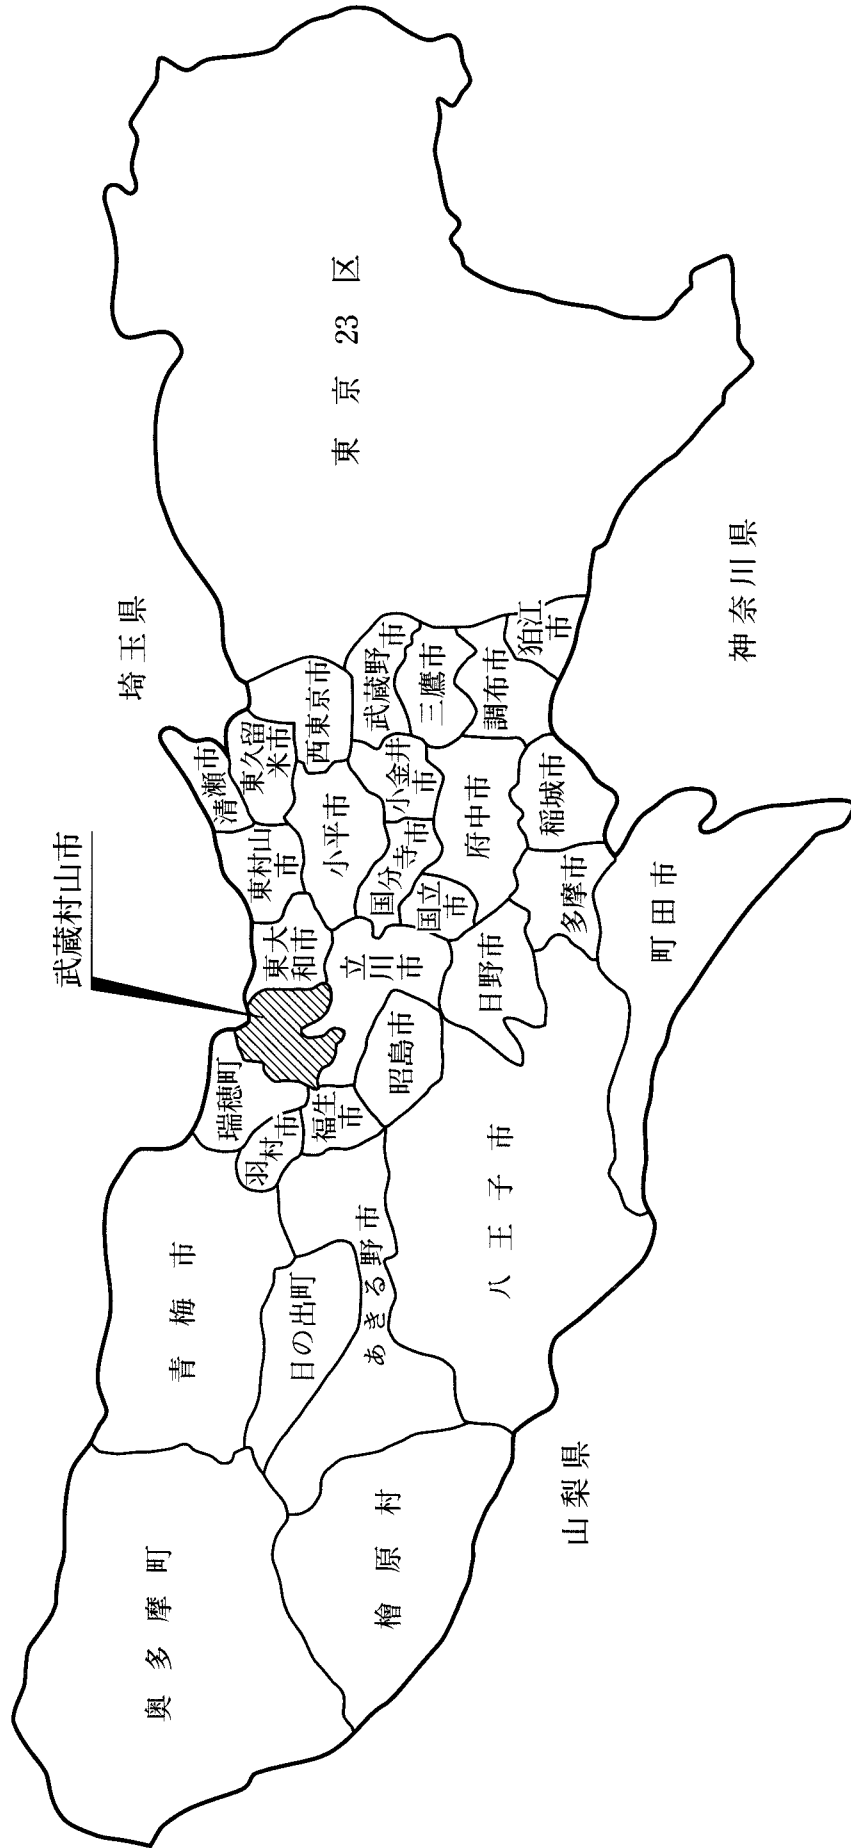 武蔵村山市
埼玉県
神奈川県
山梨県
奥多摩町
檜原村
青梅市
日の出町
あきる野市
八王子市
瑞穂町
羽村市
福生市
昭島市
東大
和市
立川市
日野市
東村山
市
小平市
国分寺市
国立
市
府中市
多摩市
稲城市
町田市
清瀬市
東久留
米市
西東京市
小金井
市
武蔵野市
三鷹市
調布市
狛江
市
東京23区